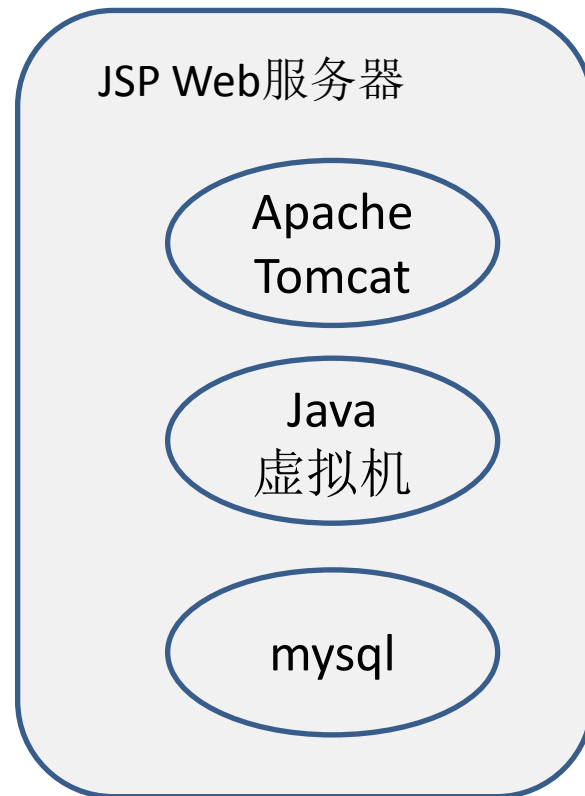 JSP Web服务器
Apache
Tomcat
Java
虚拟机
mysql